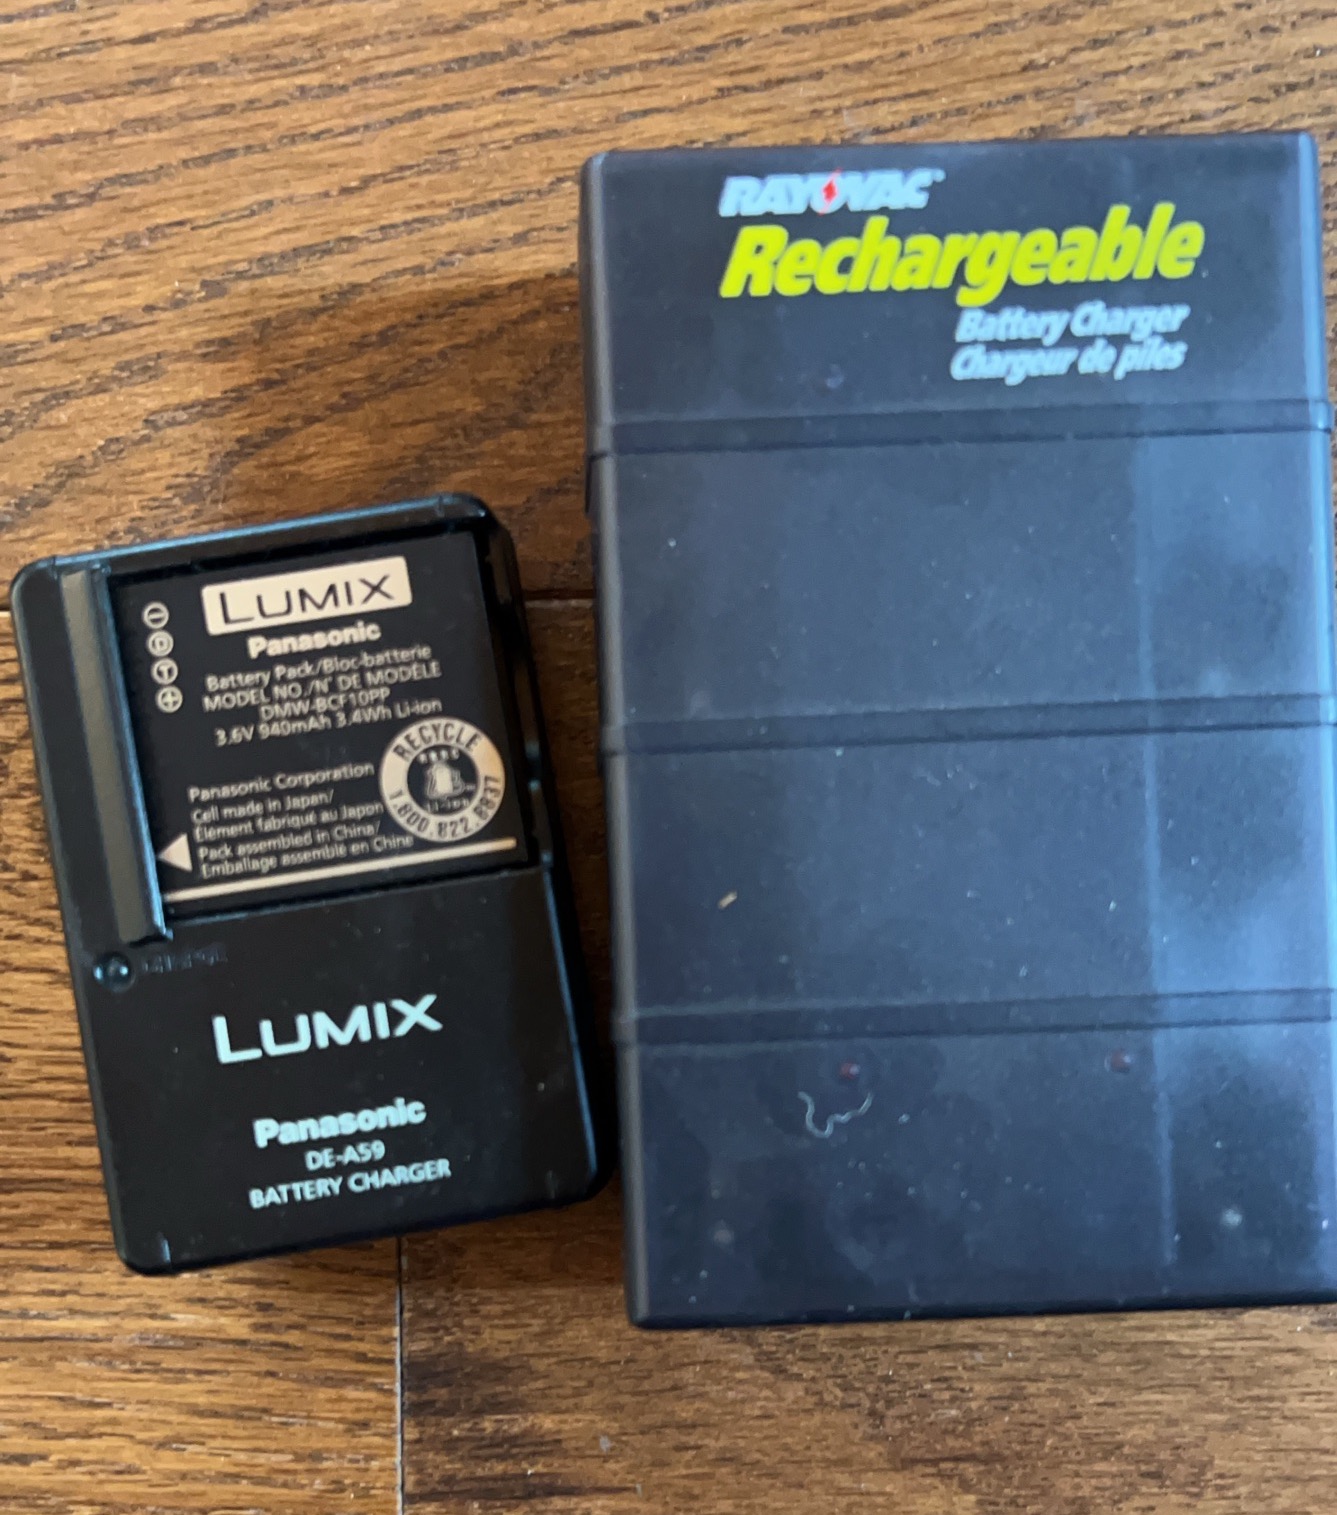 RAYOVAC
Rechargeable
Battery Charger
Chargeur de piles
LUMIX
Panasonic
Battery Pack/Bloc-batterie
MODEL NO./N° DE MODÈLE
DMW-BCF10PP
3.6V 940mAh 3.4Wh Li-ion
Panasonic Corporation
Cell made in Japan/
Élément fabriqué au Japon
Pack assembled in China/
Emballage assemblé en Chine
− D T +
RECYCLE
Li-ion
1.800.822.8837
CHARGE
LUMIX
Panasonic
DE-A59
BATTERY CHARGER